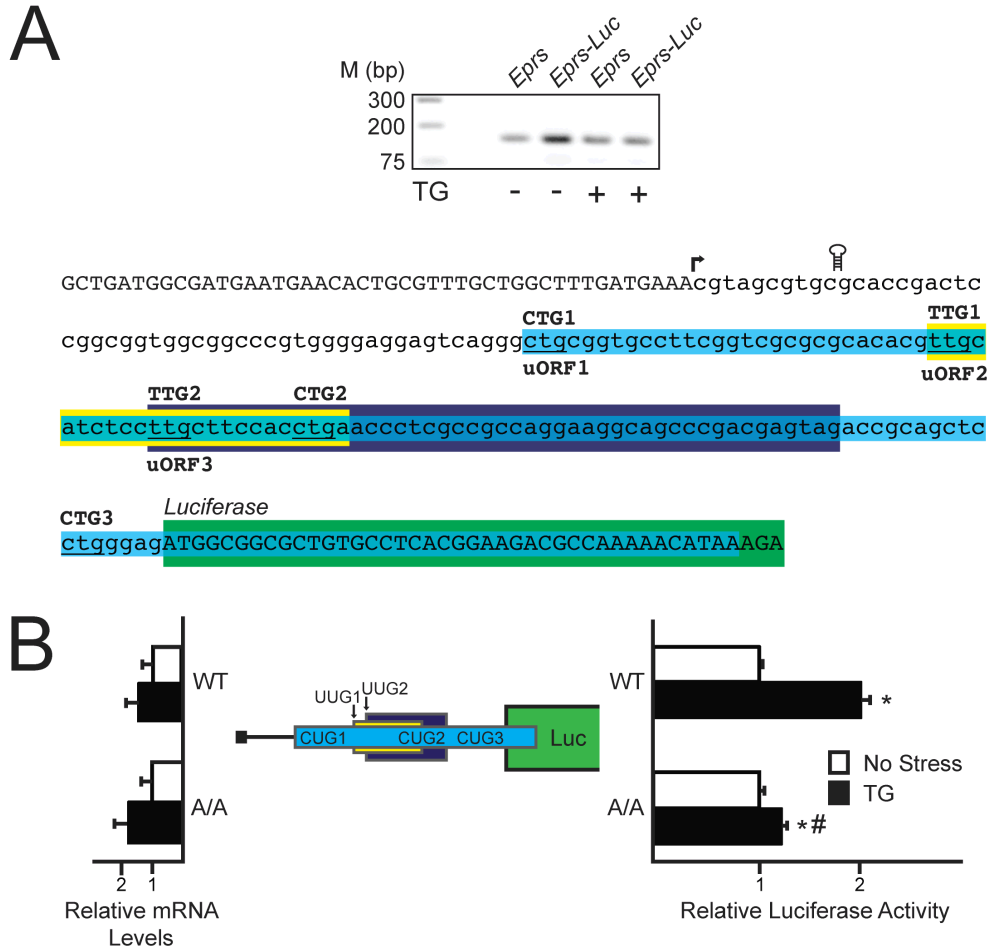 A
M (bp)
Eprs
Eprs-Luc
Eprs
Eprs-Luc
300
200
75
TG
- - + +
GCTGATGGCGATGAATGAACACTGCGTTTGCTGGCTTTGATGAAAcgtagcgtgcgcaccgactc
CTG1 TTG1
cggcggtggcggcccgtggggaggagtcagggctgcggtgccttcggtcgcgcgcacacgttgc
uORF1 uORF2
TTG2 CTG2
atctccttgcttccacctgaaccctcgccgccaggaaggcagcccgacgagtagaccgcagctc
uORF3
CTG3 Luciferase
ctgggagATGGCGGCGCTGTGCCTCACGGAAGACGCCAAAAACATAAAGA
B
WT
A/A
2 1
Relative mRNA
Levels
UUG1 UUG2
CUG1 CUG2 CUG3 Luc
WT
*
A/A
*#
No Stress
TG
1 2
Relative Luciferase Activity